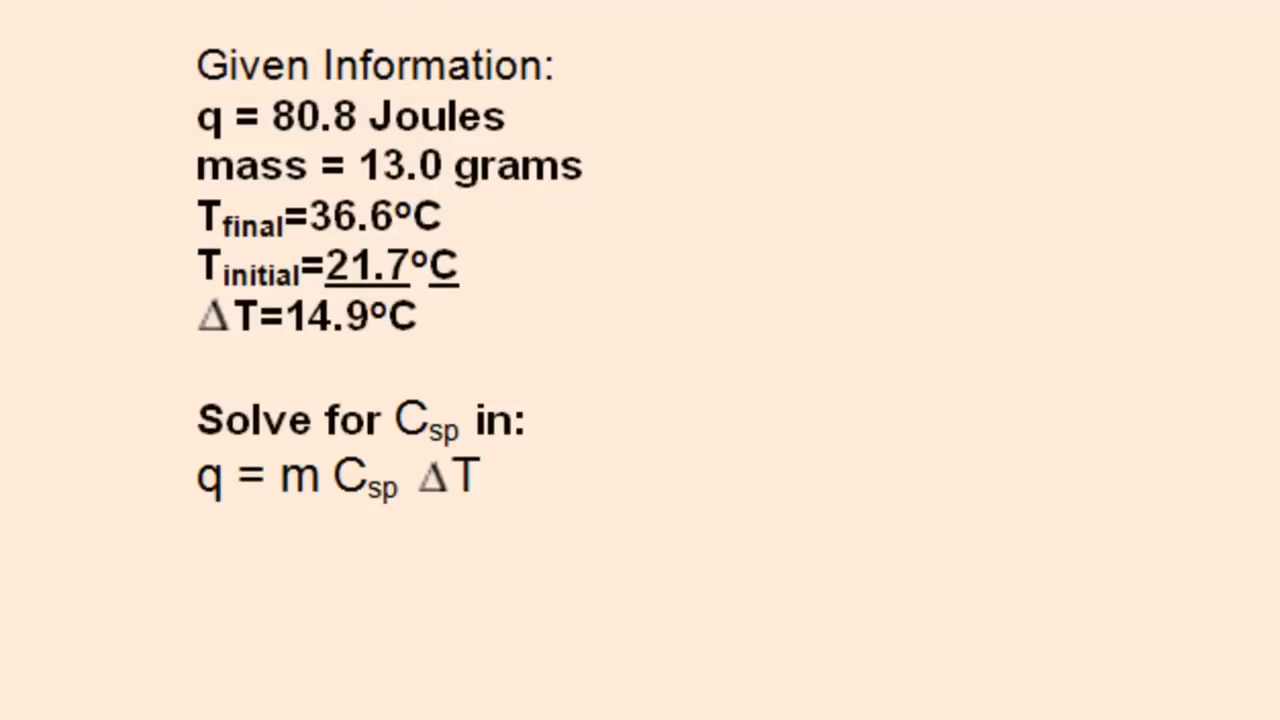 Given Information:
q = 80.8 Joules
mass = 13.0 grams
Tfinal=36.6oC
Tinitial=21.7oC
ΔT=14.9oC
Solve for Csp in:
q = m Csp ΔT